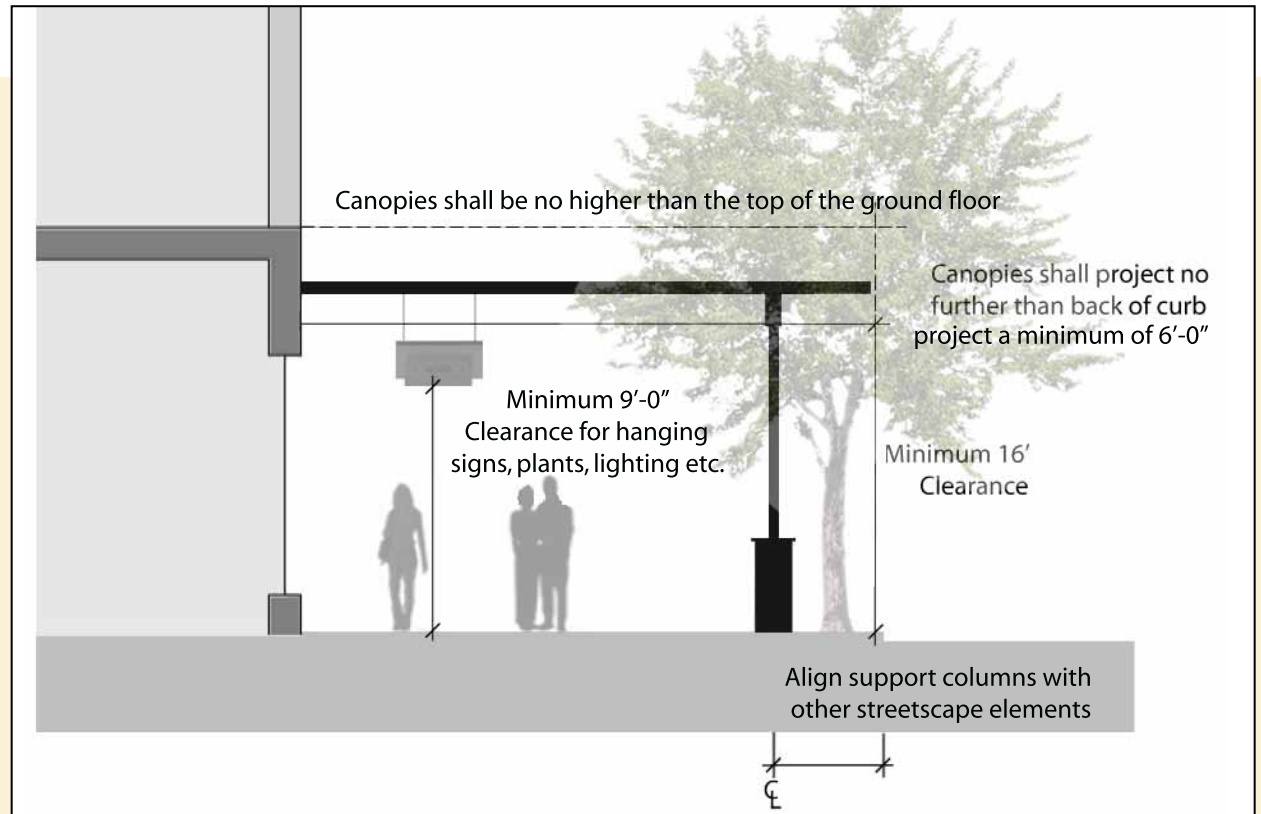 Canopies shall be no higher than the top of the ground floor
Canopies shall project no
further than back of curb
project a minimum of 6’-0”
Minimum 9’-0”
Clearance for hanging
signs, plants, lighting etc.
Minimum 16’
Clearance
Align support columns with
other streetscape elements
℄